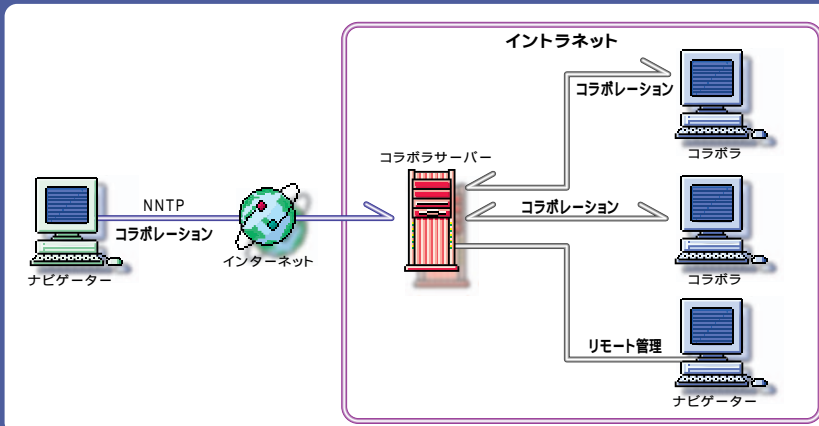 イントラネット
コラボレーション
コラボラ
コラボラサーバー
NNTP
コラボレーション
ナビゲーター
インターネット
コラボレーション
コラボラ
リモート管理
ナビゲーター